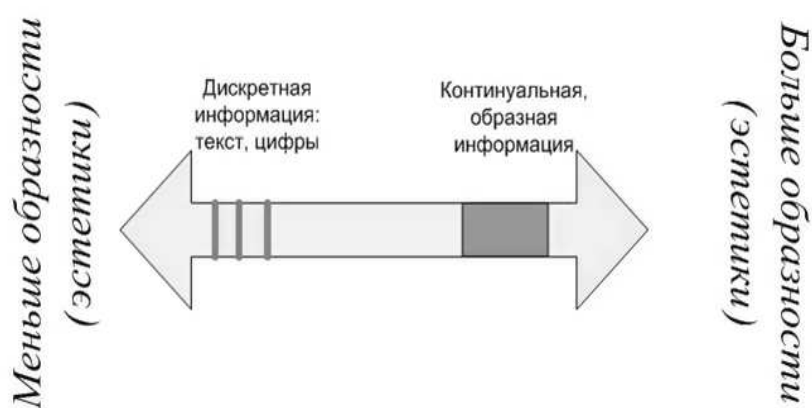 Меньше образности
(эстетики)
Дискретная
информация:
текст, цифры
Континуальная,
образная
информация
Больше образности
(эстетики)